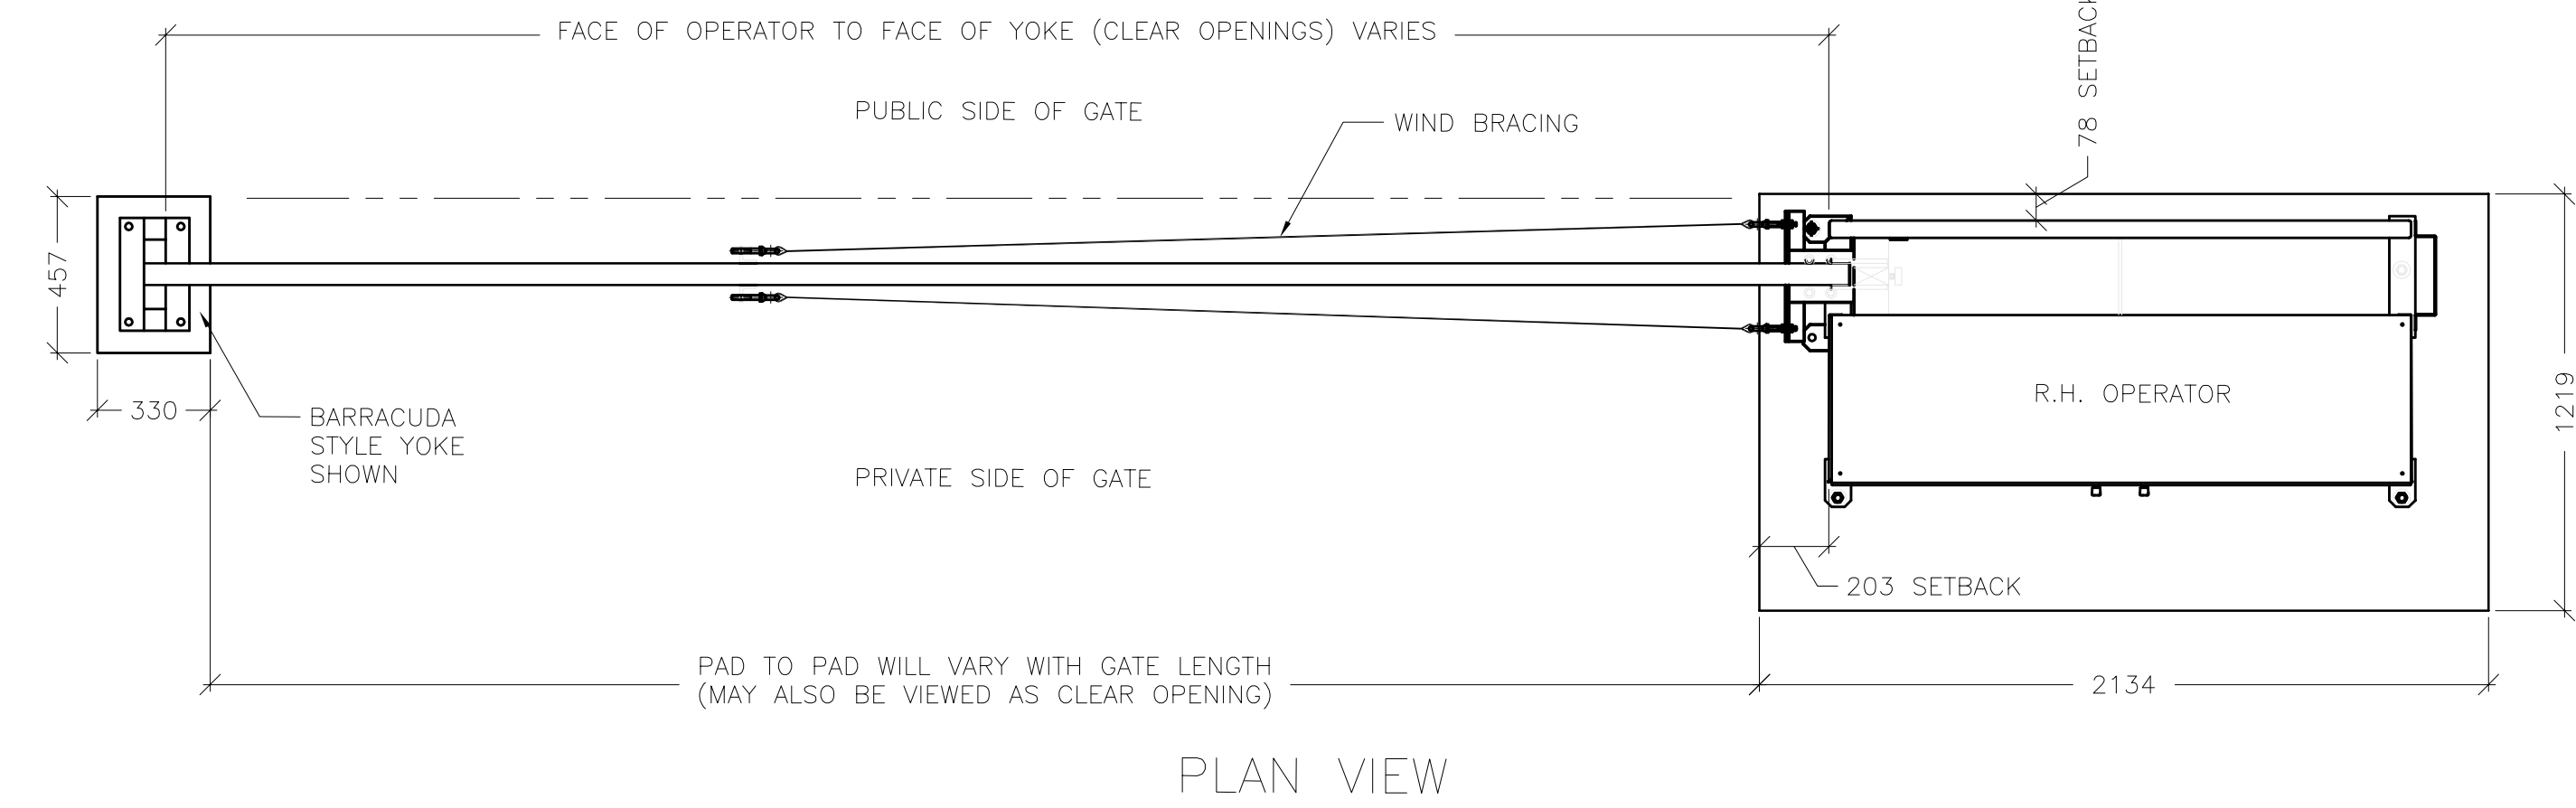 FACE OF OPERATOR TO FACE OF YOKE (CLEAR OPENINGS) VARIES
78 SETBACK
PUBLIC SIDE OF GATE
WIND BRACING
457
330
BARRACUDA
STYLE YOKE
SHOWN
R.H. OPERATOR
1219
PRIVATE SIDE OF GATE
203 SETBACK
PAD TO PAD WILL VARY WITH GATE LENGTH
(MAY ALSO BE VIEWED AS CLEAR OPENING)
2134
PLAN VIEW